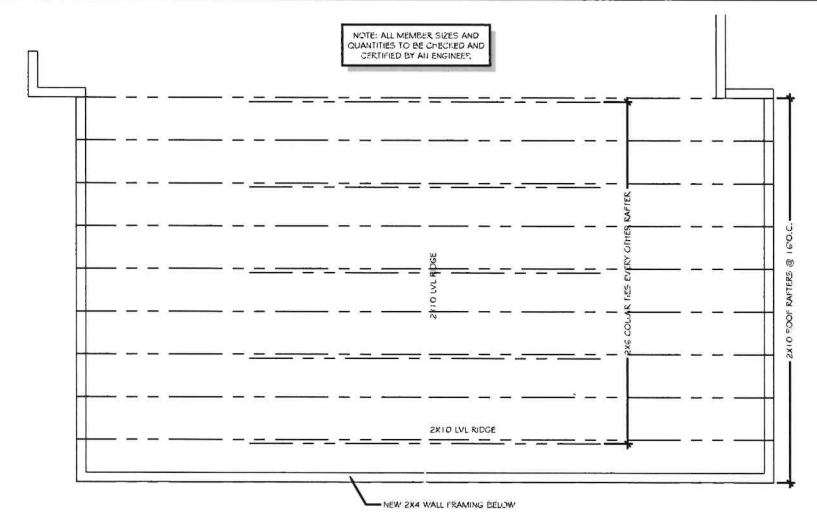 NOTE: ALL MEMBER SIZES AND
QUANTITIES TO BE CHECKED AND
CERTIFIED BY AN ENGINEER
2X10 LVL RIDGE
2X6 COLLAR TIES EVERY OTHER RAFTER
2X10 ROOF RAFTERS @ 16"O.C.
2X10 LVL RIDGE
NEW 2X4 WALL FRAMING BELOW